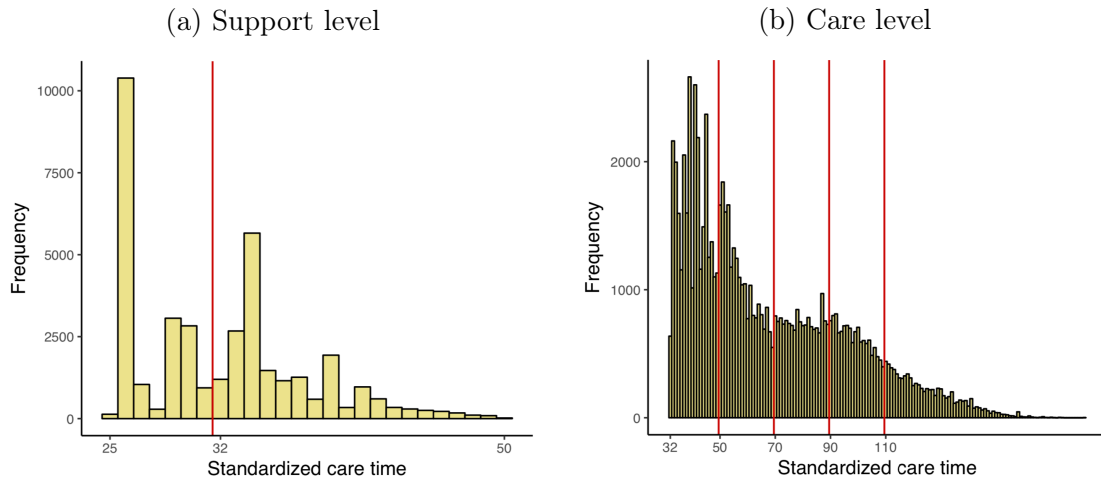 (a) Support level
10000
7500
5000
2500
0
Frequency
25
32
50
Standardized care time
(b) Care level
2000
1000
0
Frequency
32
50
70
90
110
Standardized care time